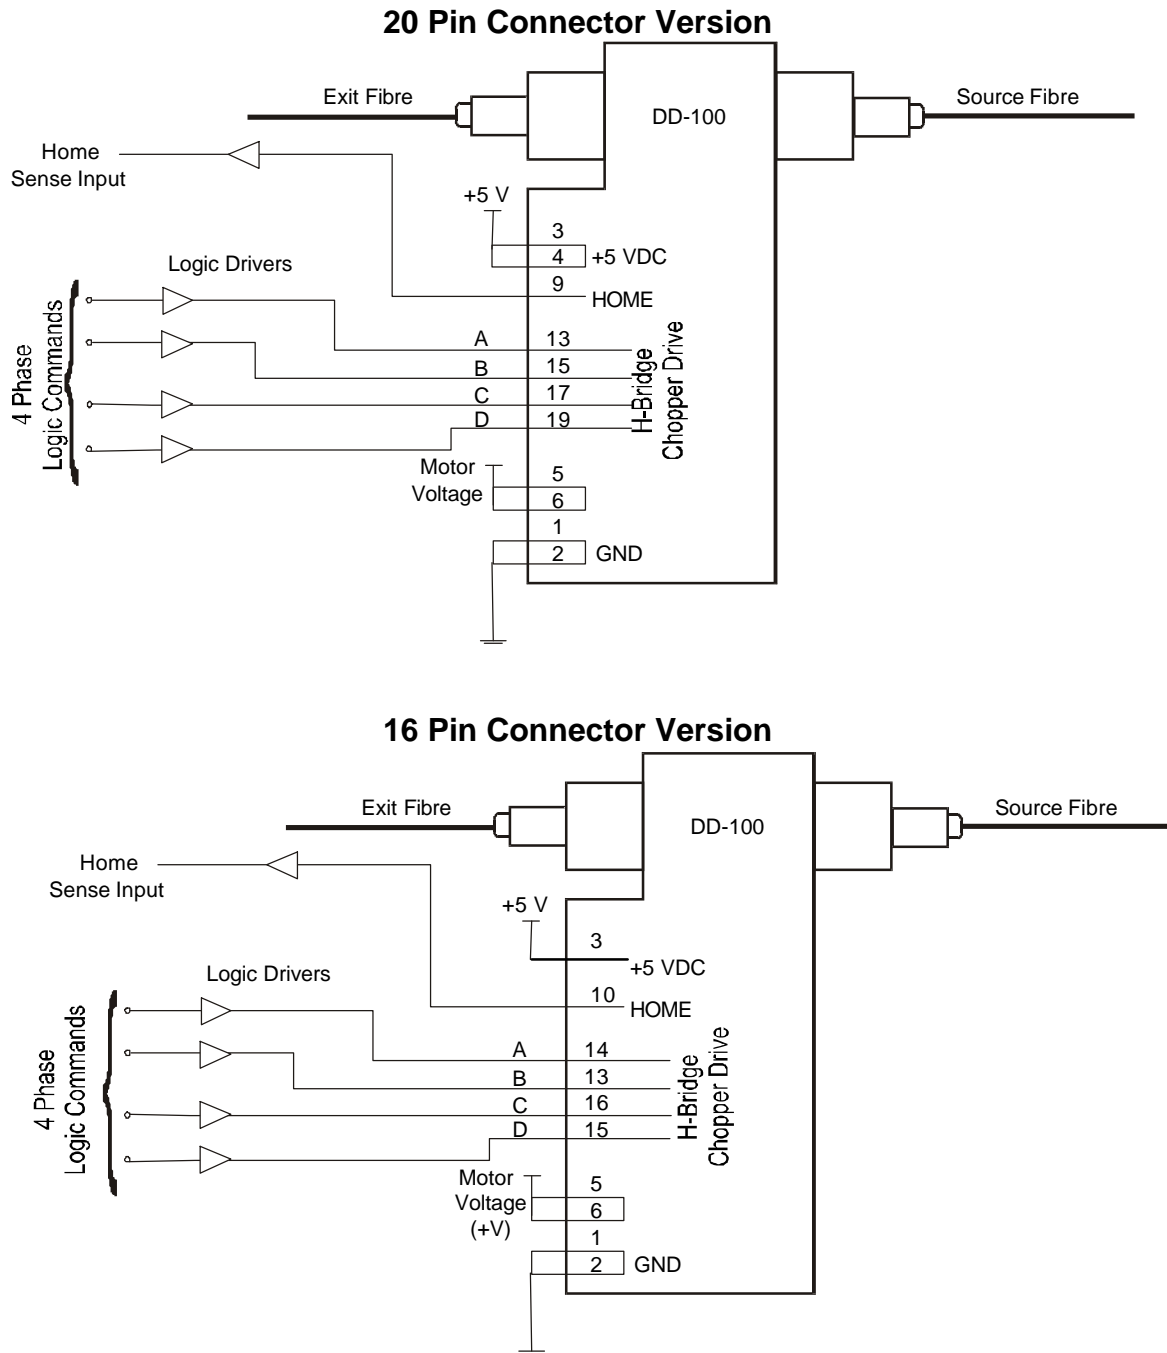 20 Pin Connector Version
Exit Fibre
DD-100
Source Fibre
Home
Sense Input
+5 V
3
4
+5 VDC
9
HOME
Logic Drivers
4 Phase
Logic Commands
A
13
B
15
C
17
D
19
H-Bridge
Chopper Drive
Motor
Voltage
5
6
1
2
GND
16 Pin Connector Version
Exit Fibre
DD-100
Source Fibre
Home
Sense Input
+5 V
3
+5 VDC
10
HOME
Logic Drivers
4 Phase
Logic Commands
A
14
B
13
C
16
D
15
H-Bridge
Chopper Drive
Motor
Voltage
(+V)
5
6
1
2
GND